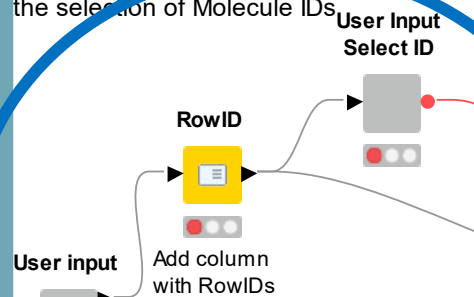 the selection of Molecule IDs
User Input
Select ID
RowID
User input
Add column
with RowIDs